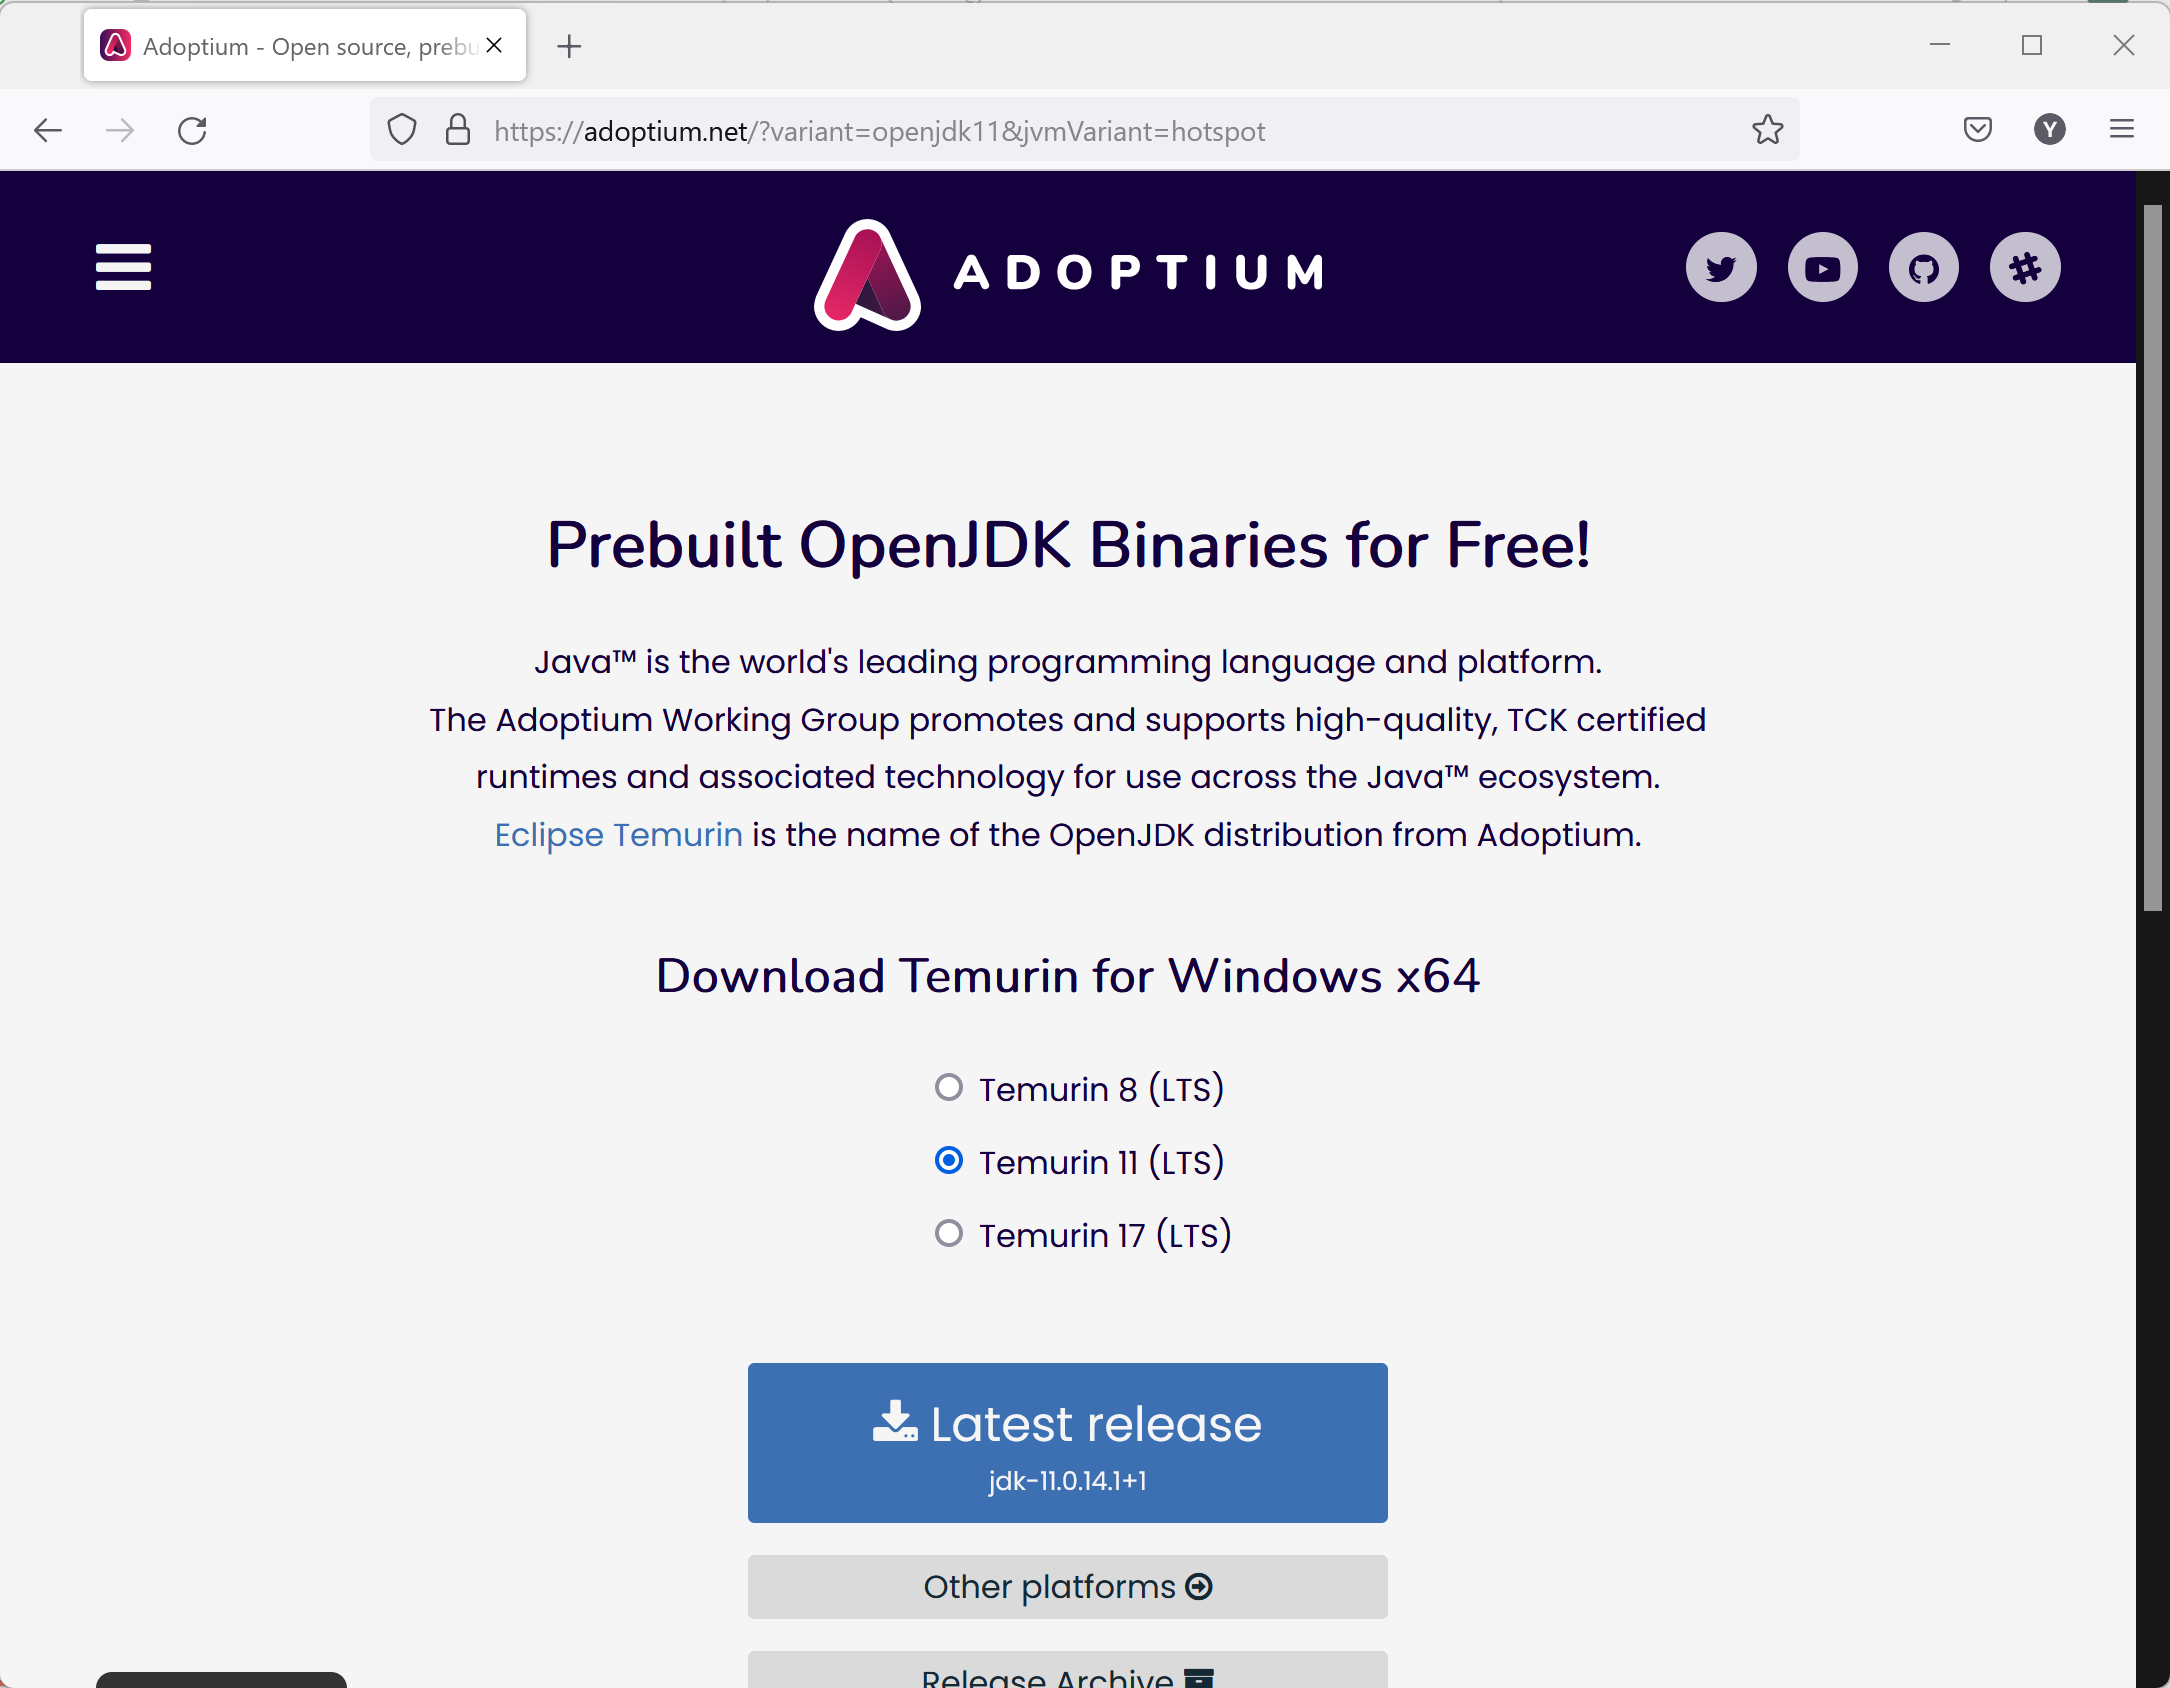 Adoptium - Open source, prebu
https://adoptium.net/?variant=openjdk11&jvmVariant=hotspot
Y
ADOPTIUM
Prebuilt OpenJDK Binaries for Free!
Java™ is the world's leading programming language and platform.
The Adoptium Working Group promotes and supports high-quality, TCK certified
runtimes and associated technology for use across the Java™ ecosystem.
Eclipse Temurin is the name of the OpenJDK distribution from Adoptium.
Download Temurin for Windows x64
Temurin 8 (LTS)
Temurin 11 (LTS)
Temurin 17 (LTS)
Latest release
jdk-11.0.14.1+1
Other platforms
Release Archive